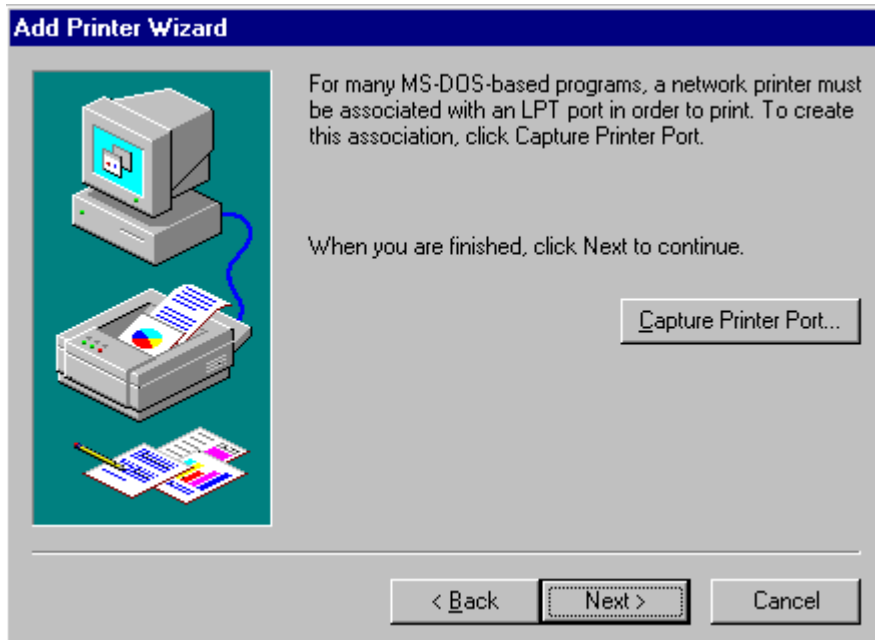 Add Printer Wizard
For many MS-DOS-based programs, a network printer must
be associated with an LPT port in order to print. To create
this association, click Capture Printer Port.
When you are finished, click Next to continue.
Capture Printer Port...
< Back
Next >
Cancel